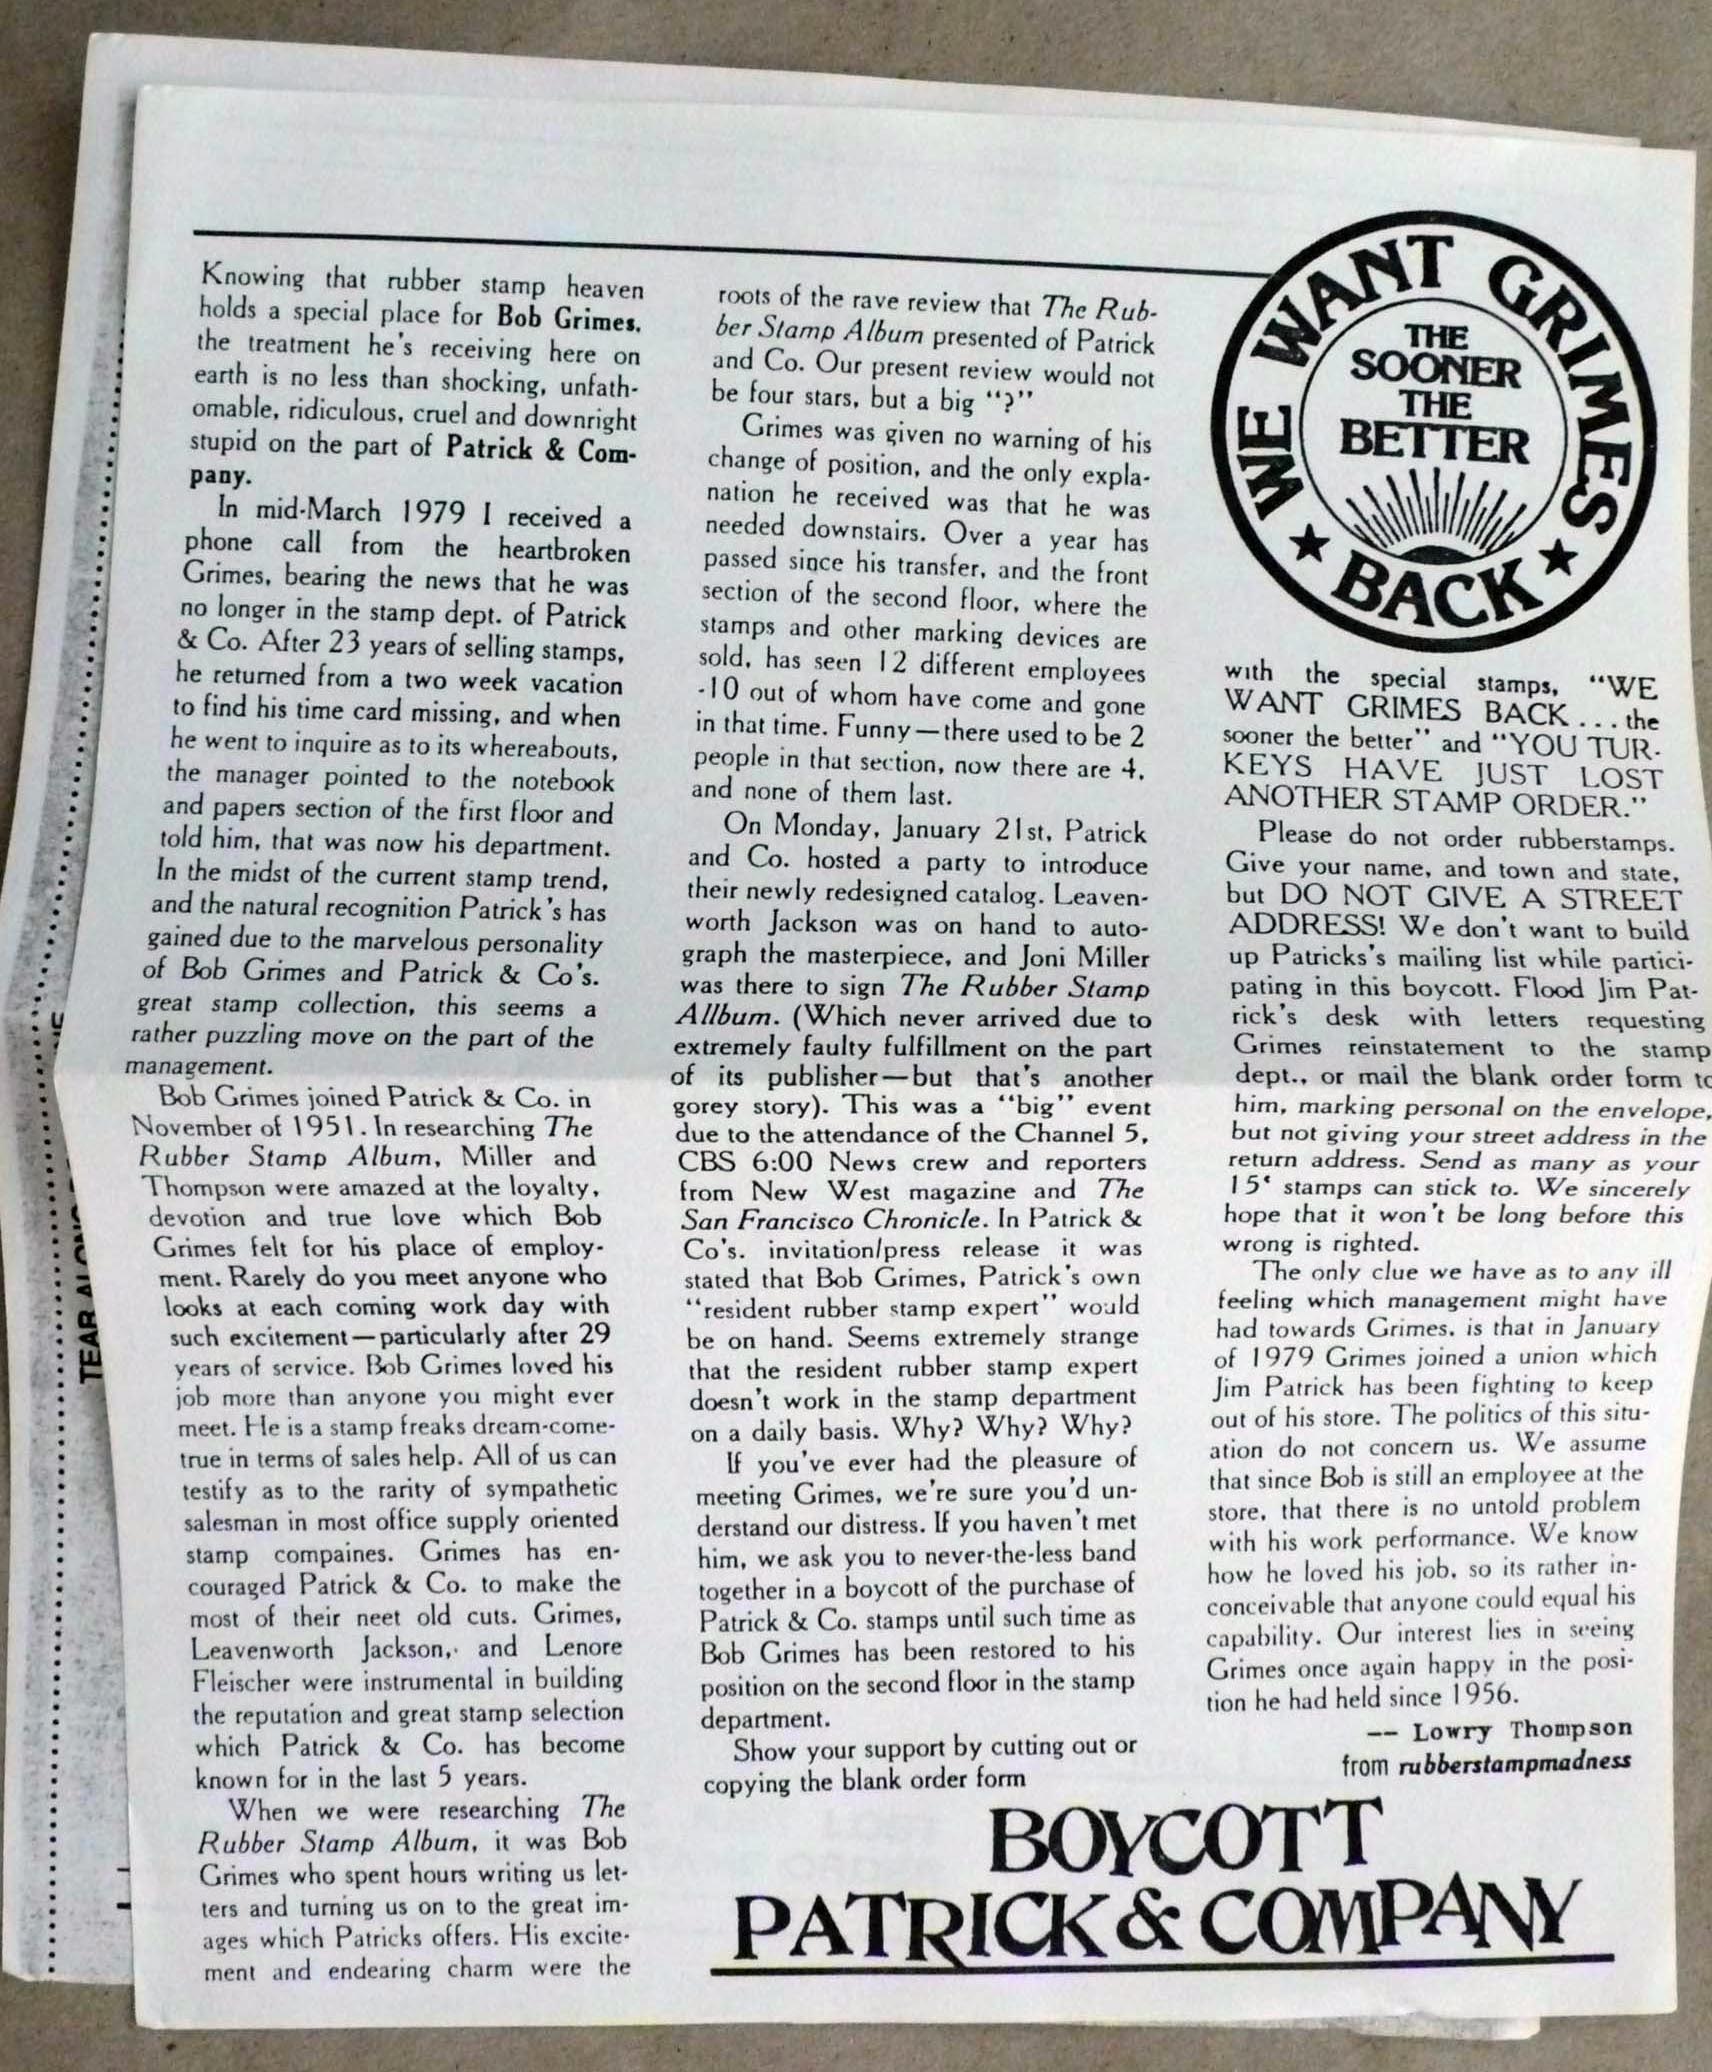 Knowing that rubber stamp heaven
holds a special place for Bob Grimes,
the treatment he's receiving here on
earth is no less than shocking, unfath-
omable, ridiculous, cruel and downright
stupid on the part of Patrick & Com-
pany.
In mid-March 1979 I received a
phone call from the heartbroken
Grimes, bearing the news that he was
no longer in the stamp dept. of Patrick
& Co. After 23 years of selling stamps,
he returned from a two week vacation
to find his time card missing, and when
he went to inquire as to its whereabouts,
the manager pointed to the notebook
and papers section of the first floor and
told him, that was now his department.
In the midst of the current stamp trend,
and the natural recognition Patrick's has
gained due to the marvelous personality
of Bob Grimes and Patrick & Co's.
great stamp collection, this seems a
rather puzzling move on the part of the
management.
Bob Grimes joined Patrick & Co. in
November of 1951. In researching The
Rubber Stamp Album, Miller and
Thompson were amazed at the loyalty,
devotion and true love which Bob
Grimes felt for his place of employ-
ment. Rarely do you meet anyone who
looks at each coming work day with
such excitement—particularly after 29
years of service. Bob Grimes loved his
job more than anyone you might ever
meet. He is a stamp freaks dream-come-
true in terms of sales help. All of us can
testify as to the rarity of sympathetic
salesman in most office supply oriented
stamp compaines. Grimes has en-
couraged Patrick & Co. to make the
most of their neet old cuts. Grimes,
Leavenworth Jackson, and Lenore
Fleischer were instrumental in building
the reputation and great stamp selection
which Patrick & Co. has become
known for in the last 5 years.
When we were researching The
Rubber Stamp Album, it was Bob
Grimes who spent hours writing us let-
ters and turning us on to the great im-
ages which Patricks offers. His excite-
ment and endearing charm were the
roots of the rave review that The Rub-
ber Stamp Album presented of Patrick
and Co. Our present review would not
be four stars, but a big "?"
Grimes was given no warning of his
change of position, and the only expla-
nation he received was that he was
needed downstairs. Over a year has
passed since his transfer, and the front
section of the second floor, where the
stamps and other marking devices are
sold, has seen 12 different employees
-10 out of whom have come and gone
in that time. Funny—there used to be 2
people in that section, now there are 4,
and none of them last.
On Monday, January 21st, Patrick
and Co. hosted a party to introduce
their newly redesigned catalog. Leaven-
worth Jackson was on hand to auto-
graph the masterpiece, and Joni Miller
was there to sign The Rubber Stamp
Allbum. (Which never arrived due to
extremely faulty fulfillment on the part
of its publisher—but that's another
gorey story). This was a "big" event
due to the attendance of the Channel 5,
CBS 6:00 News crew and reporters
from New West magazine and The
San Francisco Chronicle. In Patrick &
Co's. invitation/press release it was
stated that Bob Grimes, Patrick's own
"resident rubber stamp expert" would
be on hand. Seems extremely strange
that the resident rubber stamp expert
doesn't work in the stamp department
on a daily basis. Why? Why? Why?
If you've ever had the pleasure of
meeting Grimes, we're sure you'd un-
derstand our distress. If you haven't met
him, we ask you to never-the-less band
together in a boycott of the purchase of
Patrick & Co. stamps until such time as
Bob Grimes has been restored to his
position on the second floor in the stamp
department.
Show your support by cutting out or
copying the blank order form
WE WANT GRIMES
BACK
THE
SOONER
THE
BETTER
with the special stamps, "WE
WANT GRIMES BACK...the
sooner the better" and "YOU TUR-
KEYS HAVE JUST LOST
ANOTHER STAMP ORDER."
Please do not order rubberstamps.
Give your name, and town and state,
but DO NOT GIVE A STREET
ADDRESS! We don't want to build
up Patricks's mailing list while partici-
pating in this boycott. Flood Jim Pat-
rick's desk with letters requesting
Grimes reinstatement to the stamp
dept., or mail the blank order form to
him, marking personal on the envelope,
but not giving your street address in the
return address. Send as many as your
15¢ stamps can stick to. We sincerely
hope that it won't be long before this
wrong is righted.
The only clue we have as to any ill
feeling which management might have
had towards Grimes, is that in January
of 1979 Grimes joined a union which
Jim Patrick has been fighting to keep
out of his store. The politics of this situ-
ation do not concern us. We assume
that since Bob is still an employee at the
store, that there is no untold problem
with his work performance. We know
how he loved his job, so its rather in-
conceivable that anyone could equal his
capability. Our interest lies in seeing
Grimes once again happy in the posi-
tion he had held since 1956.
-- Lowry Thompson
from rubberstampmadness
BOYCOTT
PATRICK & COMPANY
TEAR ALONG